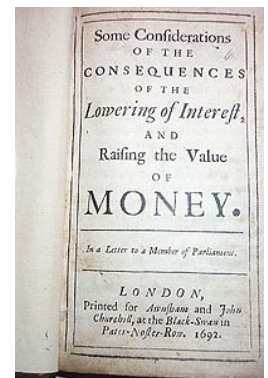 Some Conſiderations
OF THE
CONSEQUENCES
OF THE
Lowering of Intereſt,
AND
Raiſing the Value
OF
MONEY.
In a Letter to a Member of Parliament.
LONDON,
Printed for Awnſham and John
Churchill, at the Black-Swan in
Pater-Noſter-Row. 1692.